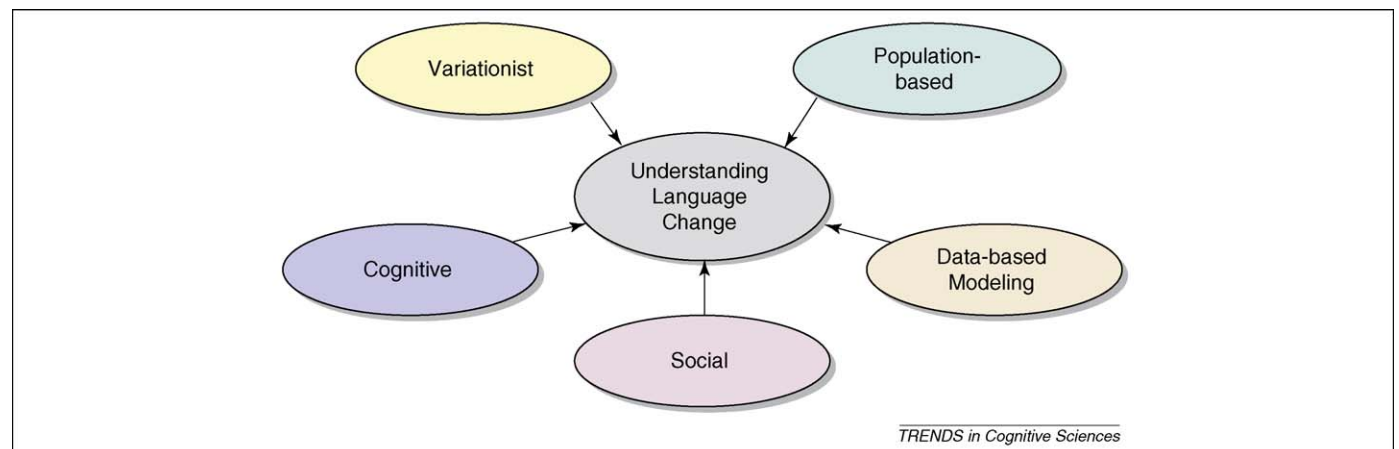 Variationist
Population-
based
Understanding
Language
Change
Cognitive
Data-based
Modeling
Social
TRENDS in Cognitive Sciences